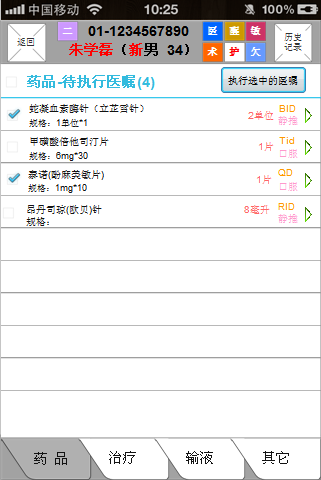 中国移动 10:25 100%
返回 二 01-1234567890 医 蠢 敏 历史
朱学磊（新男 34） 术 护 欠 记录
药品-待执行医嘱(4) 执行选中的医嘱
蛇凝血素酶针（立芷雪针） 2单位 BID
规格：1单位*1 静推
甲磺酸倍他司汀片 1片 Tid
规格：6mg*30 口服
泰诺(酚麻美敏片) 1片 QD
规格：1mg*10 口服
昂丹司琼(欧贝)针 8毫升 RID
规格： 静推
药 品 治疗 输液 其它